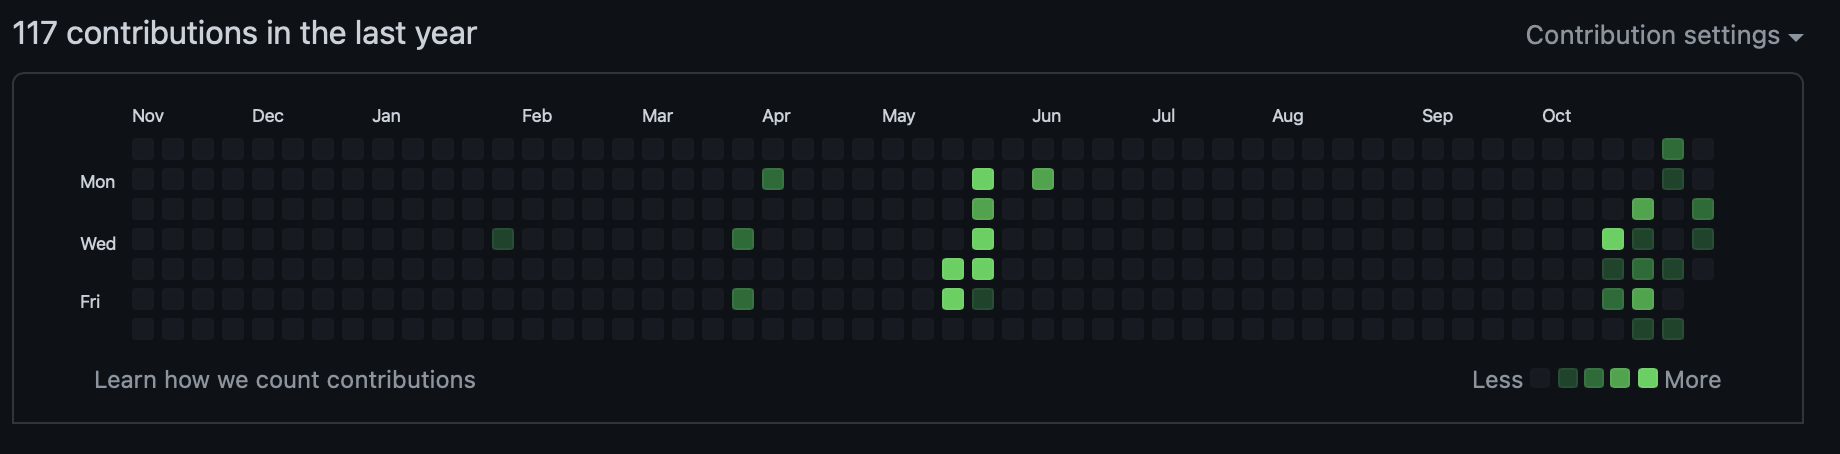 117 contributions in the last year
Contribution settings
Nov Dec Jan Feb Mar Apr May Jun Jul Aug Sep Oct
Mon
Wed
Fri
Learn how we count contributions
Less More